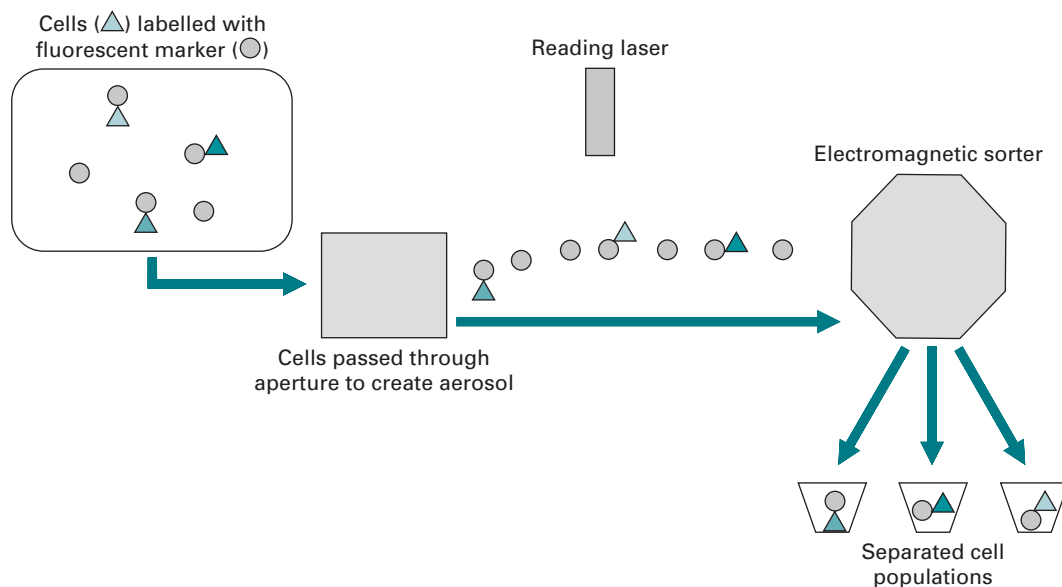 Cells (△) labelled with
fluorescent marker (○)
Reading laser
Electromagnetic sorter
Cells passed through
aperture to create aerosol
Separated cell
populations